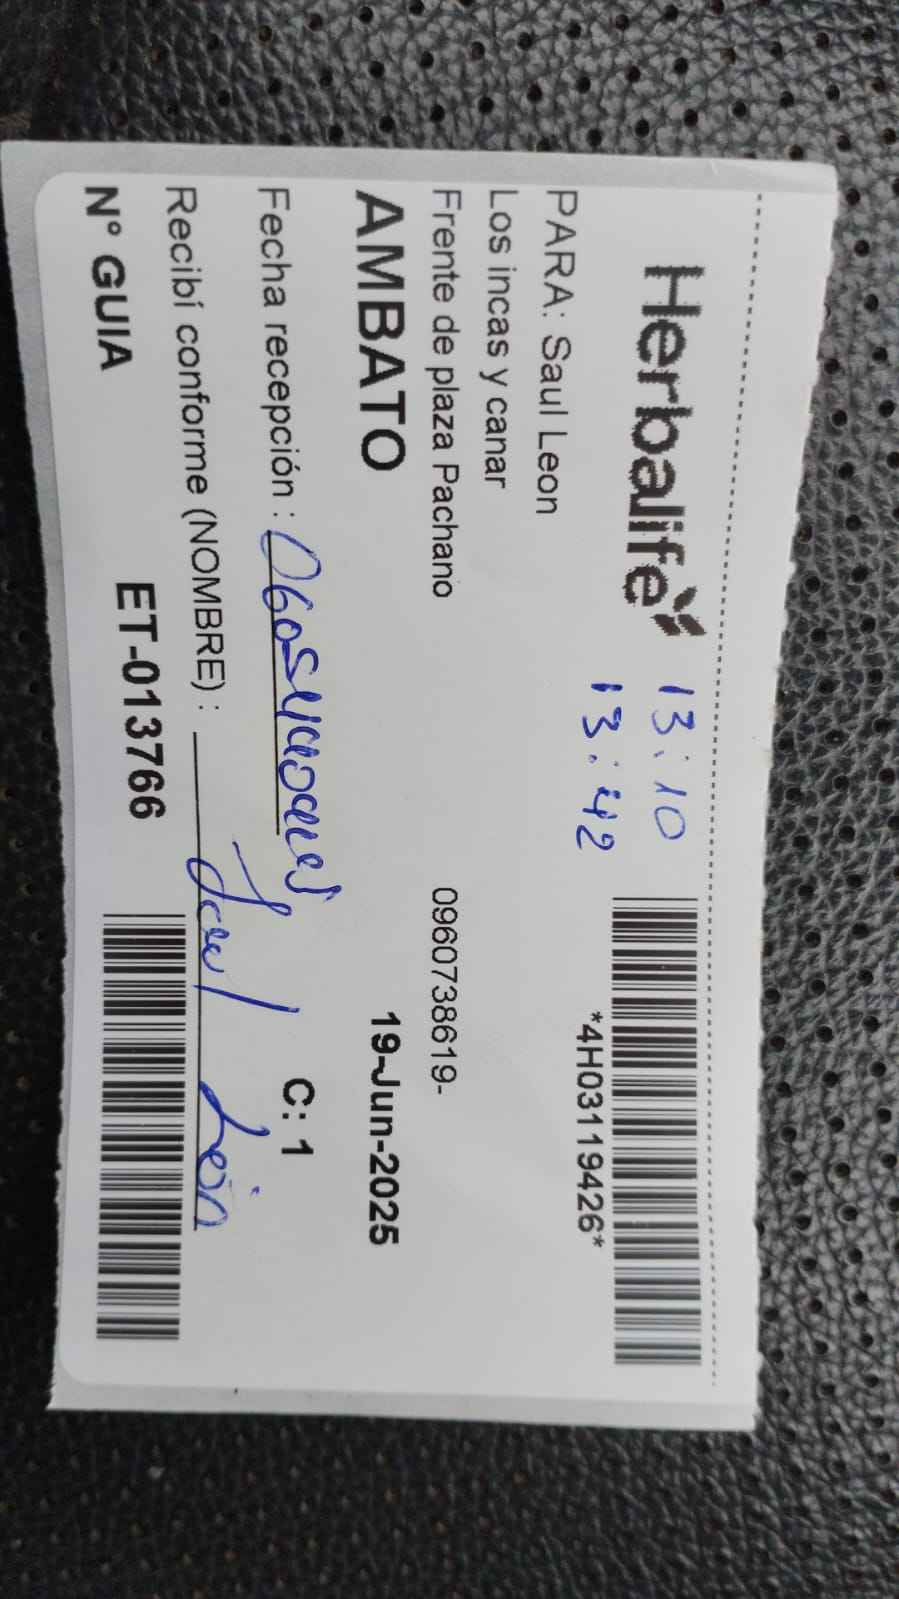 Herbalife
13:10
13:42
*4H03119426*
PARA: Saul Leon
Los incas y canar
Frente de plaza Pachano
0960738619-
AMBATO
19-Jun-2025
Fecha recepción :
C: 1
Recibí conforme (NOMBRE) : Saul León
Nº GUIA
ET-013766